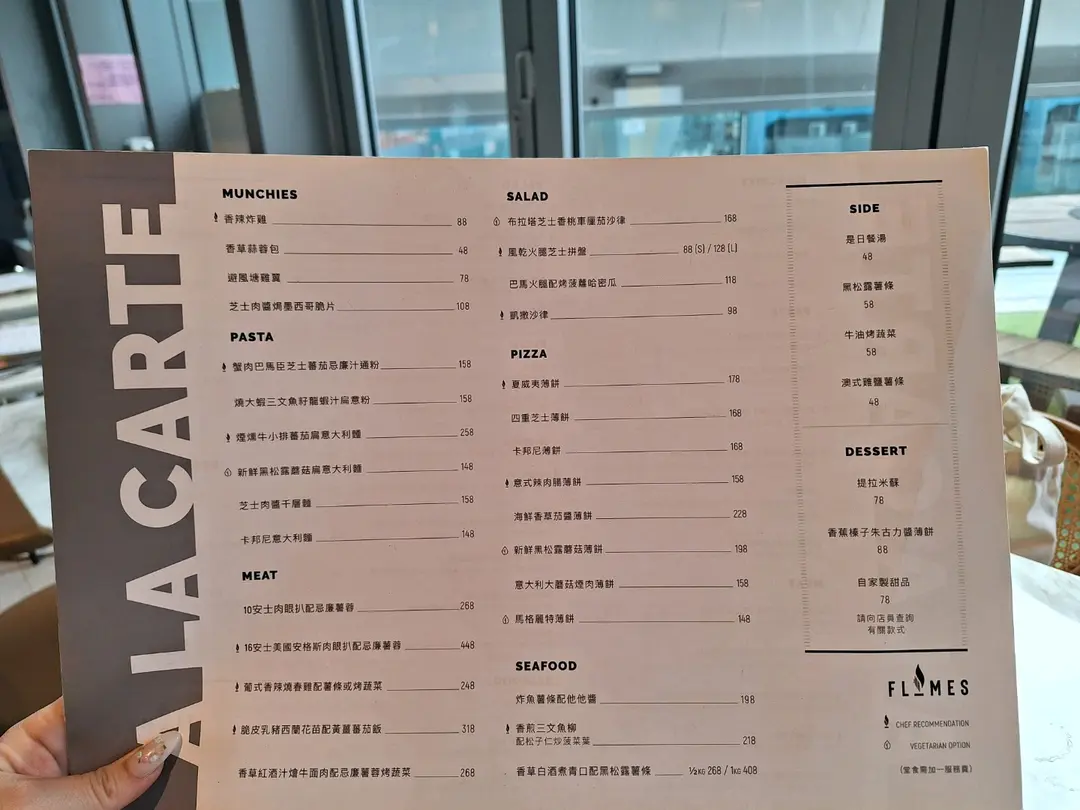 A LA CARTE
MUNCHIES
香辣炸雞 88
香草蒜蓉包 48
避風塘雞翼 78
芝士肉醬焗墨西哥脆片 108
PASTA
蟹肉巴馬臣芝士蕃茄忌廉汁通粉 158
燒大蝦三文魚籽龍蝦汁扁意粉 158
煙燻牛小排蕃茄扁意大利麵 258
新鮮黑松露蘑菇扁意大利麵 148
芝士肉醬千層麵 158
卡邦尼意大利麵 148
MEAT
10安士肉眼扒配忌廉薯蓉 268
16安士美國安格斯肉眼扒配忌廉薯蓉 448
葡式香辣燒春雞配薯條或烤蔬菜 248
脆皮乳豬西蘭花苗配黃薑蕃茄飯 318
香草紅酒汁燴牛面肉配忌廉薯蓉烤蔬菜 268
SALAD
布拉塔芝士香桃車厘茄沙律 168
風乾火腿芝士拼盤 88 (S) / 128 (L)
巴馬火腿配烤菠蘿哈密瓜 118
凱撒沙律 98
PIZZA
夏威夷薄餅 178
四重芝士薄餅 168
卡邦尼薄餅 168
意式辣肉腸薄餅 158
海鮮香草茄醬薄餅 228
新鮮黑松露蘑菇薄餅 198
意大利大蘑菇煙肉薄餅 158
馬格麗特薄餅 148
SEAFOOD
炸魚薯條配他他醬 198
香煎三文魚柳
配松子仁炒菠菜葉 218
香草白酒煮青口配黑松露薯條 ½KG 268 / 1KG 408
SIDE
是日餐湯
48
黑松露薯條
58
牛油烤蔬菜
58
澳式雞鹽薯條
48
DESSERT
提拉米酥
78
香蕉榛子朱古力醬薄餅
88
自家製甜品
78
請向店員查詢
有關款式
FLAMES
CHEF RECOMMENDATION
VEGETARIAN OPTION
(堂食需加一服務費)